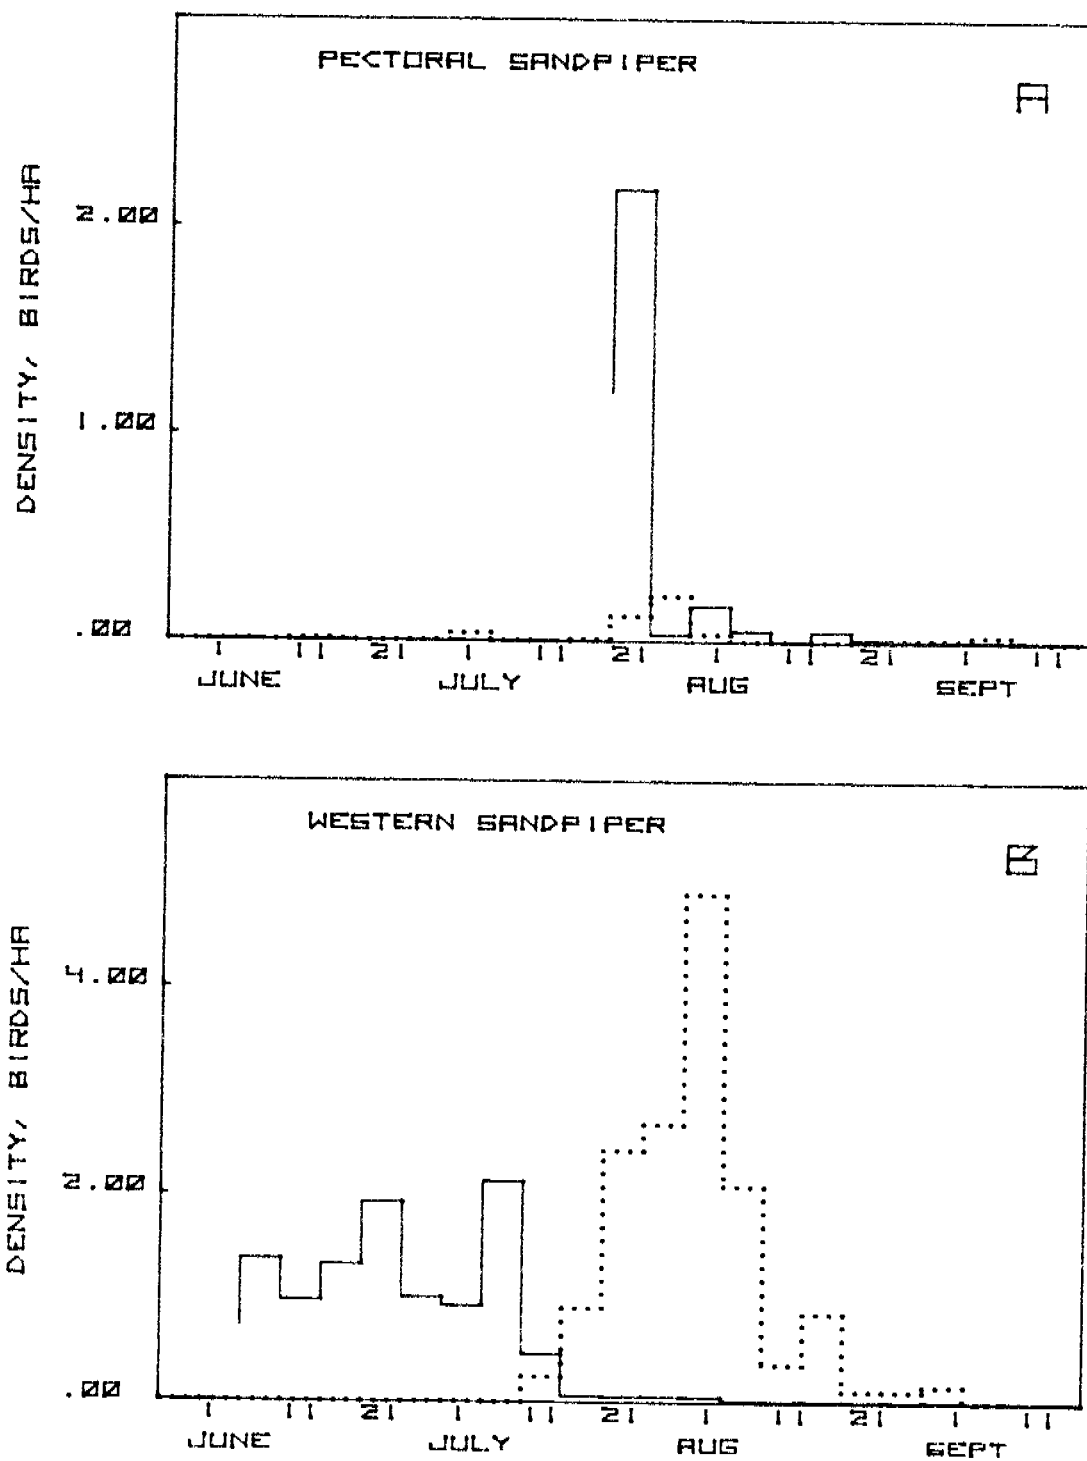 PECTORAL SANDPIPER
A
DENSITY, BIRDS/HA
2.00
1.00
.00
1 11 21 1 11 21 1 11 21 1 11
JUNE JULY AUG SEPT
WESTERN SANDPIPER
B
DENSITY, BIRDS/HA
4.00
2.00
.00
1 11 21 1 11 21 1 11 21 1 11
JUNE JULY AUG SEPT